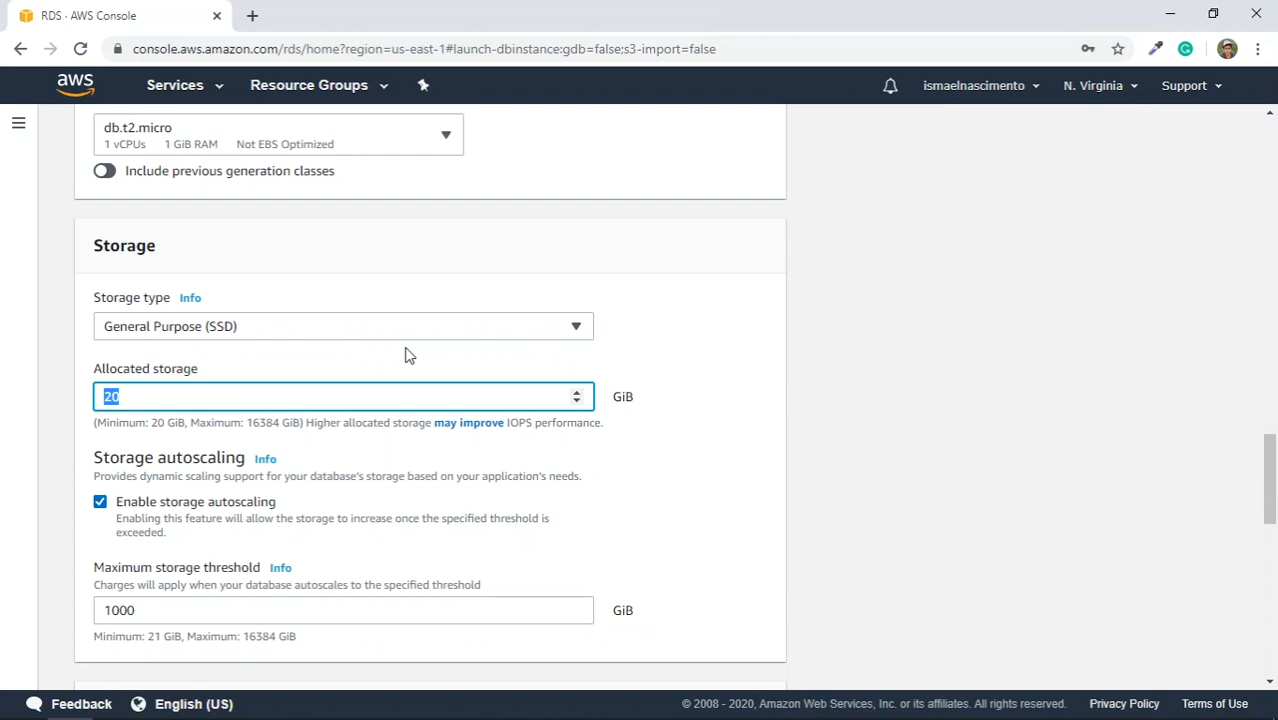 RDS · AWS Console
console.aws.amazon.com/rds/home?region=us-east-1#launch-dbinstance:gdb=false;s3-import=false
aws
Services
Resource Groups
ismaelnascimento
N. Virginia
Support
db.t2.micro
1 vCPUs 1 GiB RAM Not EBS Optimized
Include previous generation classes
Storage
Storage type Info
General Purpose (SSD)
Allocated storage
20 GiB
(Minimum: 20 GiB, Maximum: 16384 GiB) Higher allocated storage may improve IOPS performance.
Storage autoscaling Info
Provides dynamic scaling support for your database's storage based on your application's needs.
Enable storage autoscaling
Enabling this feature will allow the storage to increase once the specified threshold is
exceeded.
Maximum storage threshold Info
Charges will apply when your database autoscales to the specified threshold
1000 GiB
Minimum: 21 GiB, Maximum: 16384 GiB
Feedback English (US) © 2008 - 2020, Amazon Web Services, Inc. or its affiliates. All rights reserved. Privacy Policy Terms of Use